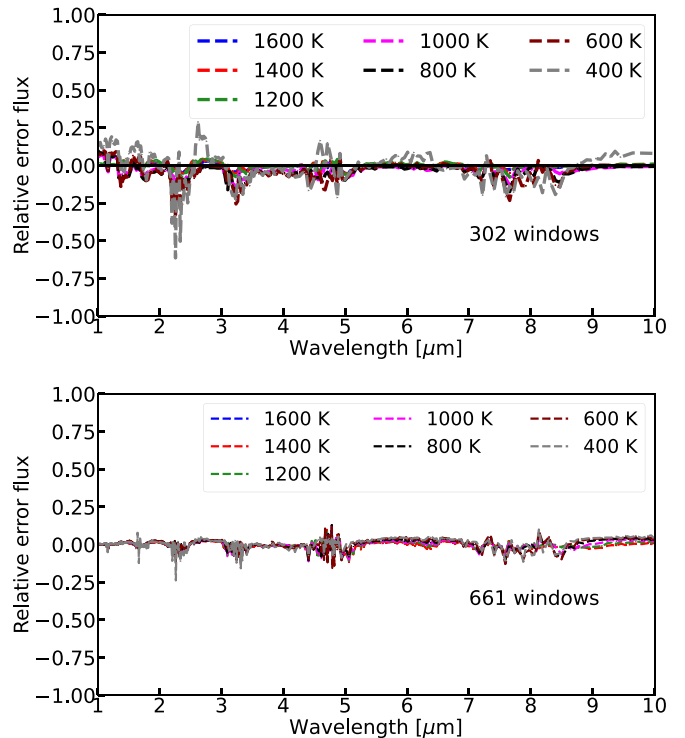 1.00
0.75
0.50
0.25
0.00
−0.25
−0.50
−0.75
−1.00
Relative error flux
1600 K 1000 K 600 K
1400 K 800 K 400 K
1200 K
302 windows
1 2 3 4 5 6 7 8 9 10
Wavelength [μm]
1.00
0.75
0.50
0.25
0.00
−0.25
−0.50
−0.75
−1.00
Relative error flux
1600 K 1000 K 600 K
1400 K 800 K 400 K
1200 K
661 windows
1 2 3 4 5 6 7 8 9 10
Wavelength [μm]